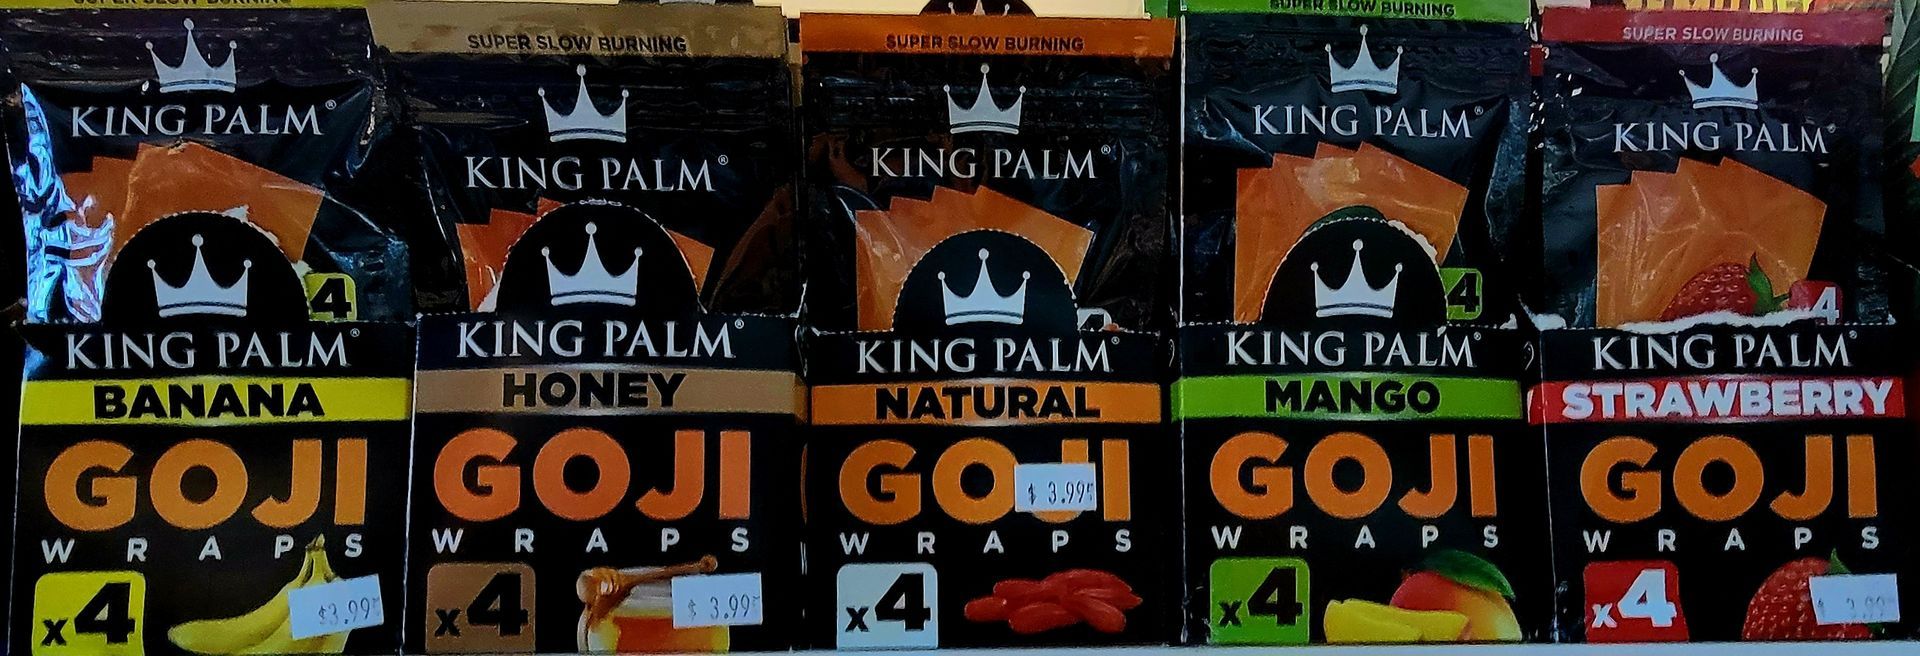 SUPER SLOW BURNING
KING PALM®
4
KING PALM®
BANANA
GOJI
WRAPS
x4
$3.99
SUPER SLOW BURNING
KING PALM®
KING PALM®
HONEY
GOJI
WRAPS
x4
$3.99
SUPER SLOW BURNING
KING PALM®
KING PALM®
NATURAL
GOJI
$3.99
WRAPS
x4
SUPER SLOW BURNING
KING PALM®
4
KING PALM®
MANGO
GOJI
WRAPS
x4
SUPER SLOW BURNING
KING PALM®
4
KING PALM®
STRAWBERRY
GOJI
WRAPS
x4